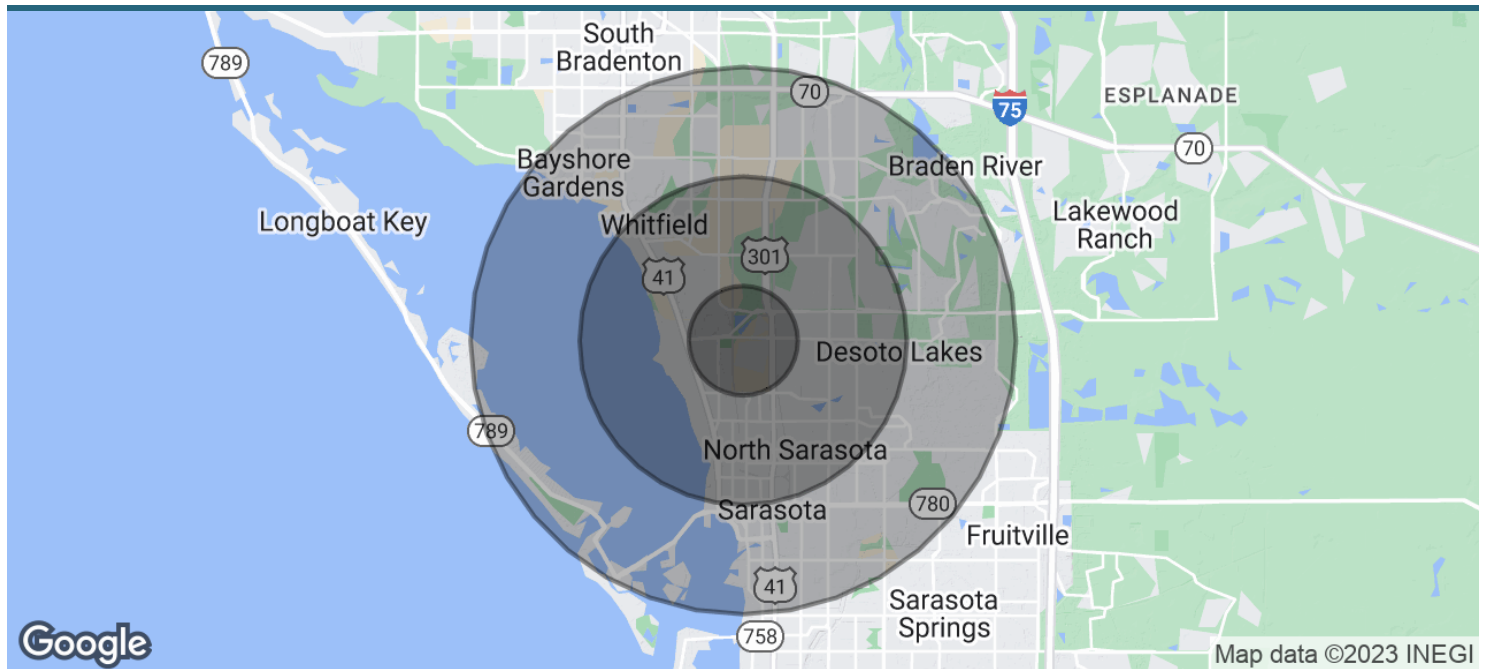 South
Bradenton
789
70
75
ESPLANADE
70
Bayshore
Gardens
Braden River
Longboat Key
Whitfield
Lakewood
Ranch
301
41
Desoto Lakes
789
North Sarasota
780
Sarasota
Fruitville
41
Sarasota
Springs
758
Google
Map data ©2023 INEGI